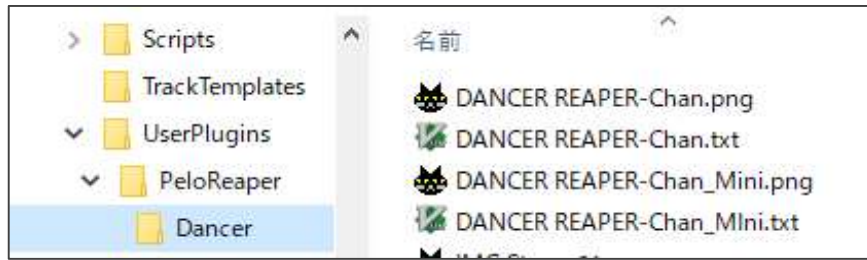 Scripts
TrackTemplates
UserPlugins
PeloReaper
Dancer
名前
DANCER REAPER-Chan.png
DANCER REAPER-Chan.txt
DANCER REAPER-Chan_Mini.png
DANCER REAPER-Chan_MIni.txt